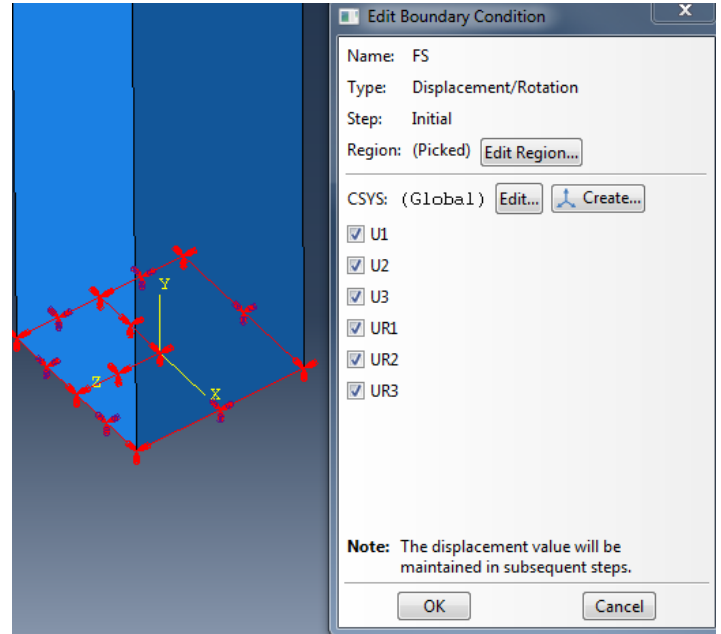 Edit Boundary Condition
X
Name: FS
Type: Displacement/Rotation
Step: Initial
Region: (Picked) Edit Region...
CSYS: (Global) Edit... Create...
U1
U2
U3
UR1
UR2
UR3
Note: The displacement value will be
maintained in subsequent steps.
OK Cancel
Y
Z
X